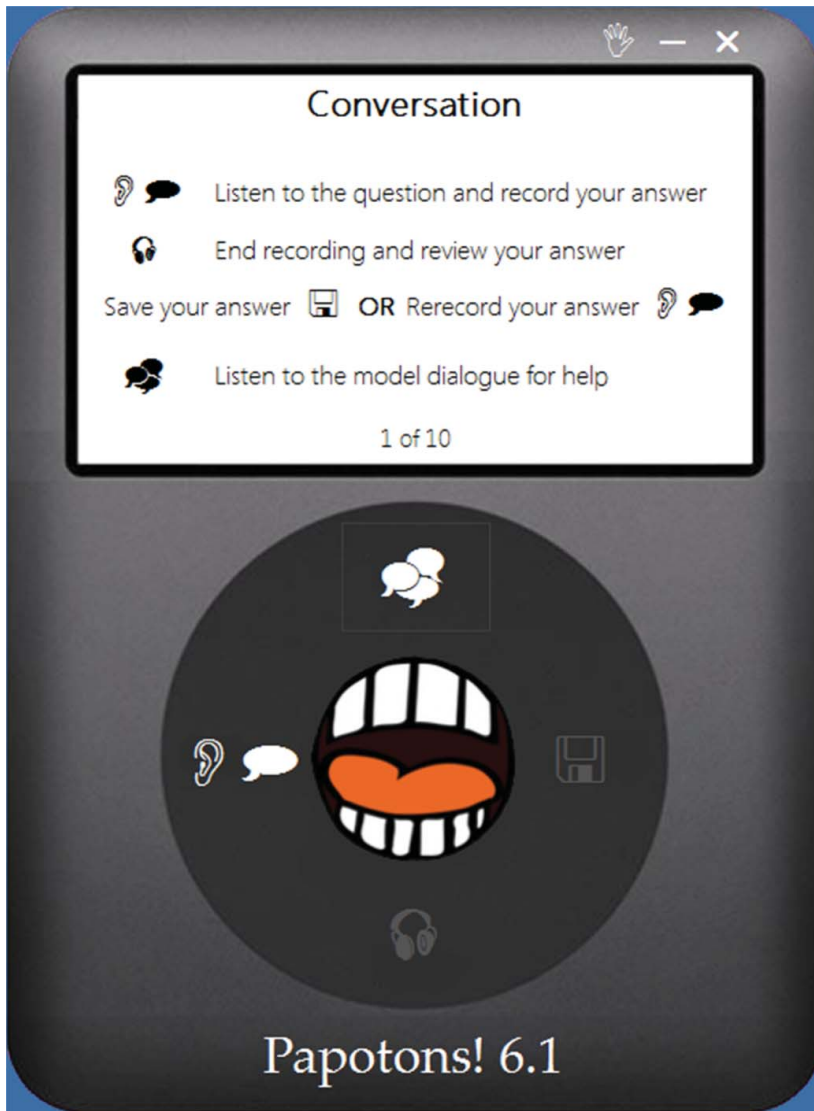 Conversation
Listen to the question and record your answer
End recording and review your answer
Save your answer OR Rerecord your answer
Listen to the model dialogue for help
1 of 10
Papotons! 6.1